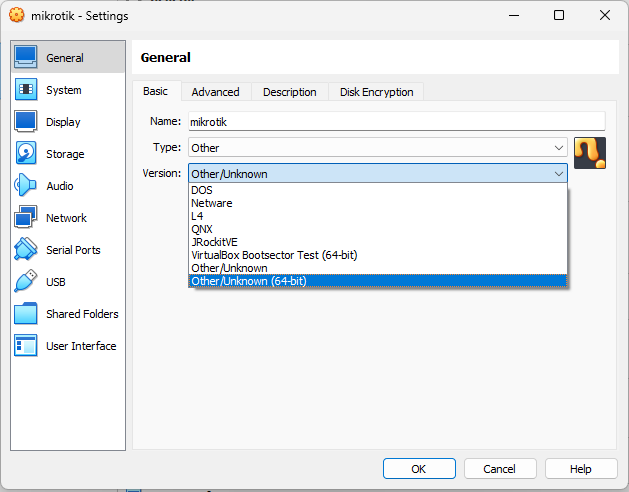 mikrotik - Settings
General
System
Display
Storage
Audio
Network
Serial Ports
USB
Shared Folders
User Interface
General
Basic
Advanced
Description
Disk Encryption
Name: mikrotik
Type: Other
Version: Other/Unknown
DOS
Netware
L4
QNX
JRockitVE
VirtualBox Bootsector Test (64-bit)
Other/Unknown
Other/Unknown (64-bit)
OK
Cancel
Help